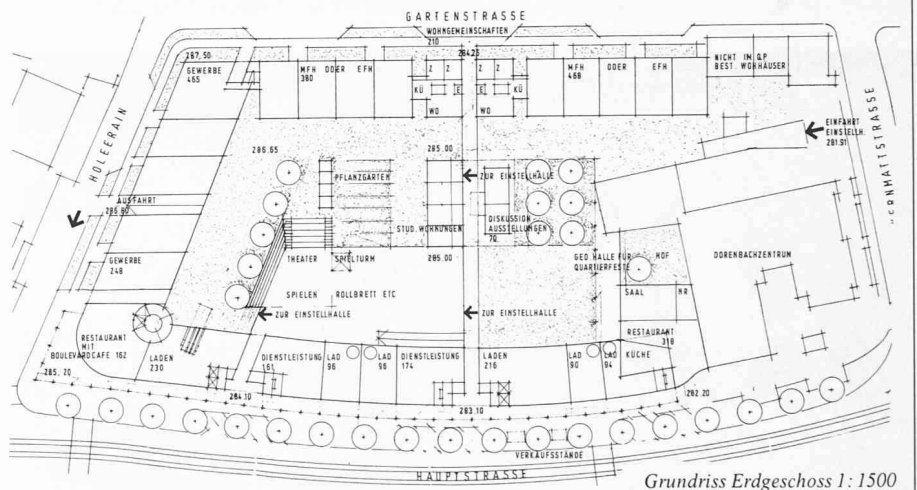 GARTENSTRASSE
WOHNGEMEINSCHAFTEN
210
287,50
284.25
GEWERBE
465
MFH ODER EFH
380
Z Z Z Z
KÜ E E KÜ
WO WO
MFH ODER EFH
468
NICHT IM QP
BEST. WOHNHÄUSER
HOLEERAIN
EINFAHRT
EINSTELLH.
281.51
286.65
285.00
PFLANZGARTEN
ZUR EINSTELLHALLE
AUSFAHRT
STUD. WOHNUNGEN
DISKUSSION
AUSSTELLUNGEN
70
THEATER
SPIELTURM
285.00
GED. HALLE FÜR
QUARTIERFESTE
HOF
DORENBACHZENTRUM
GEWERBE
248
SPIELEN ROLLBRETT ETC
SAAL
ZUR EINSTELLHALLE
ZUR EINSTELLHALLE
RESTAURANT
MIT
BOULEVARDCAFE 162
LADEN
230
DIENSTLEISTUNG
161
LAD
96
LAD
96
DIENSTLEISTUNG
174
LADEN
216
LAD
90
LAD
94
KÜCHE
RESTAURANT
318
285,20
284.10
283.10
282.20
VERKAUFSSTÄNDE
HAUPTSTRASSE
Grundriss Erdgeschoss 1:1500